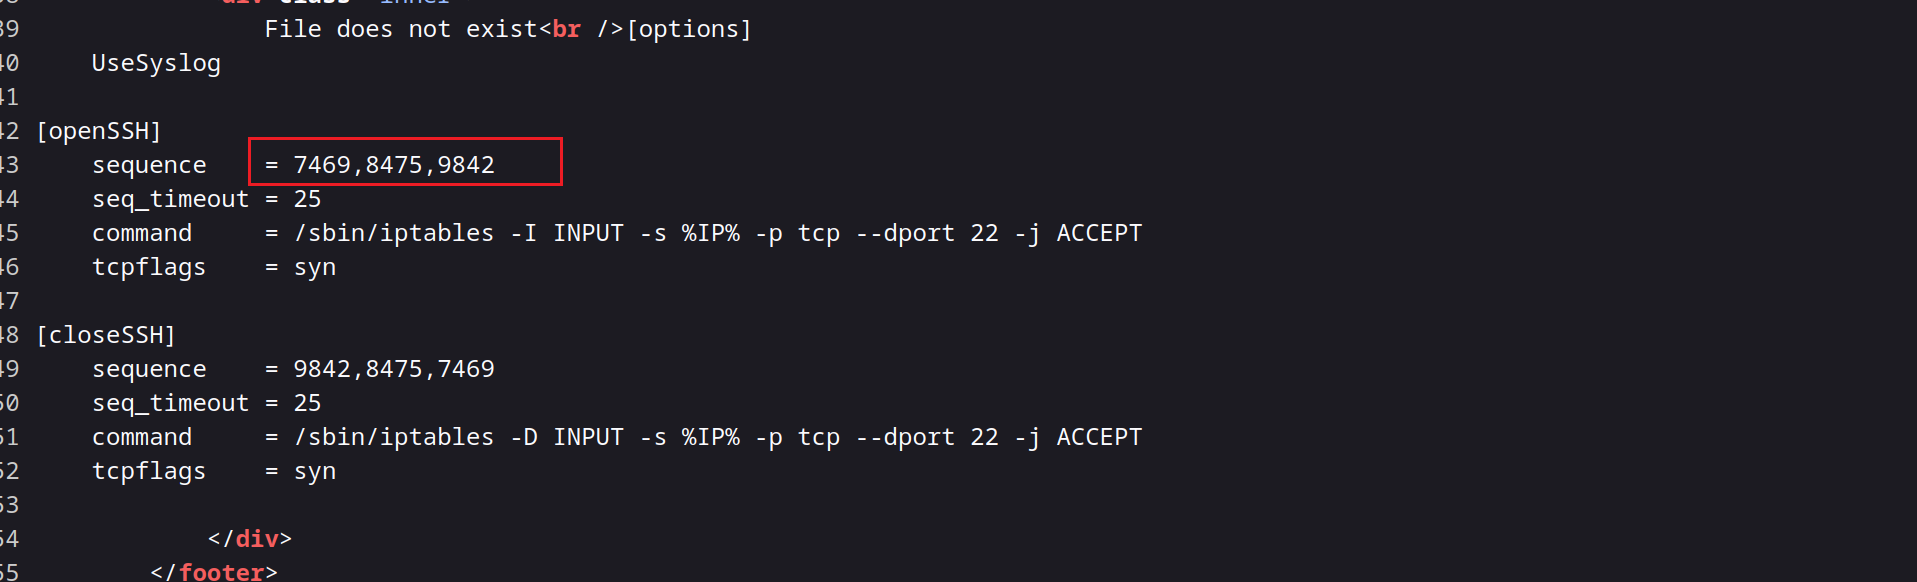 div class="inner
39 File does not exist<br />[options]
40 UseSyslog
41
42 [openSSH]
43 sequence = 7469,8475,9842
44 seq_timeout = 25
45 command = /sbin/iptables -I INPUT -s %IP% -p tcp --dport 22 -j ACCEPT
46 tcpflags = syn
47
48 [closeSSH]
49 sequence = 9842,8475,7469
50 seq_timeout = 25
51 command = /sbin/iptables -D INPUT -s %IP% -p tcp --dport 22 -j ACCEPT
52 tcpflags = syn
53
54 </div>
55 </footer>